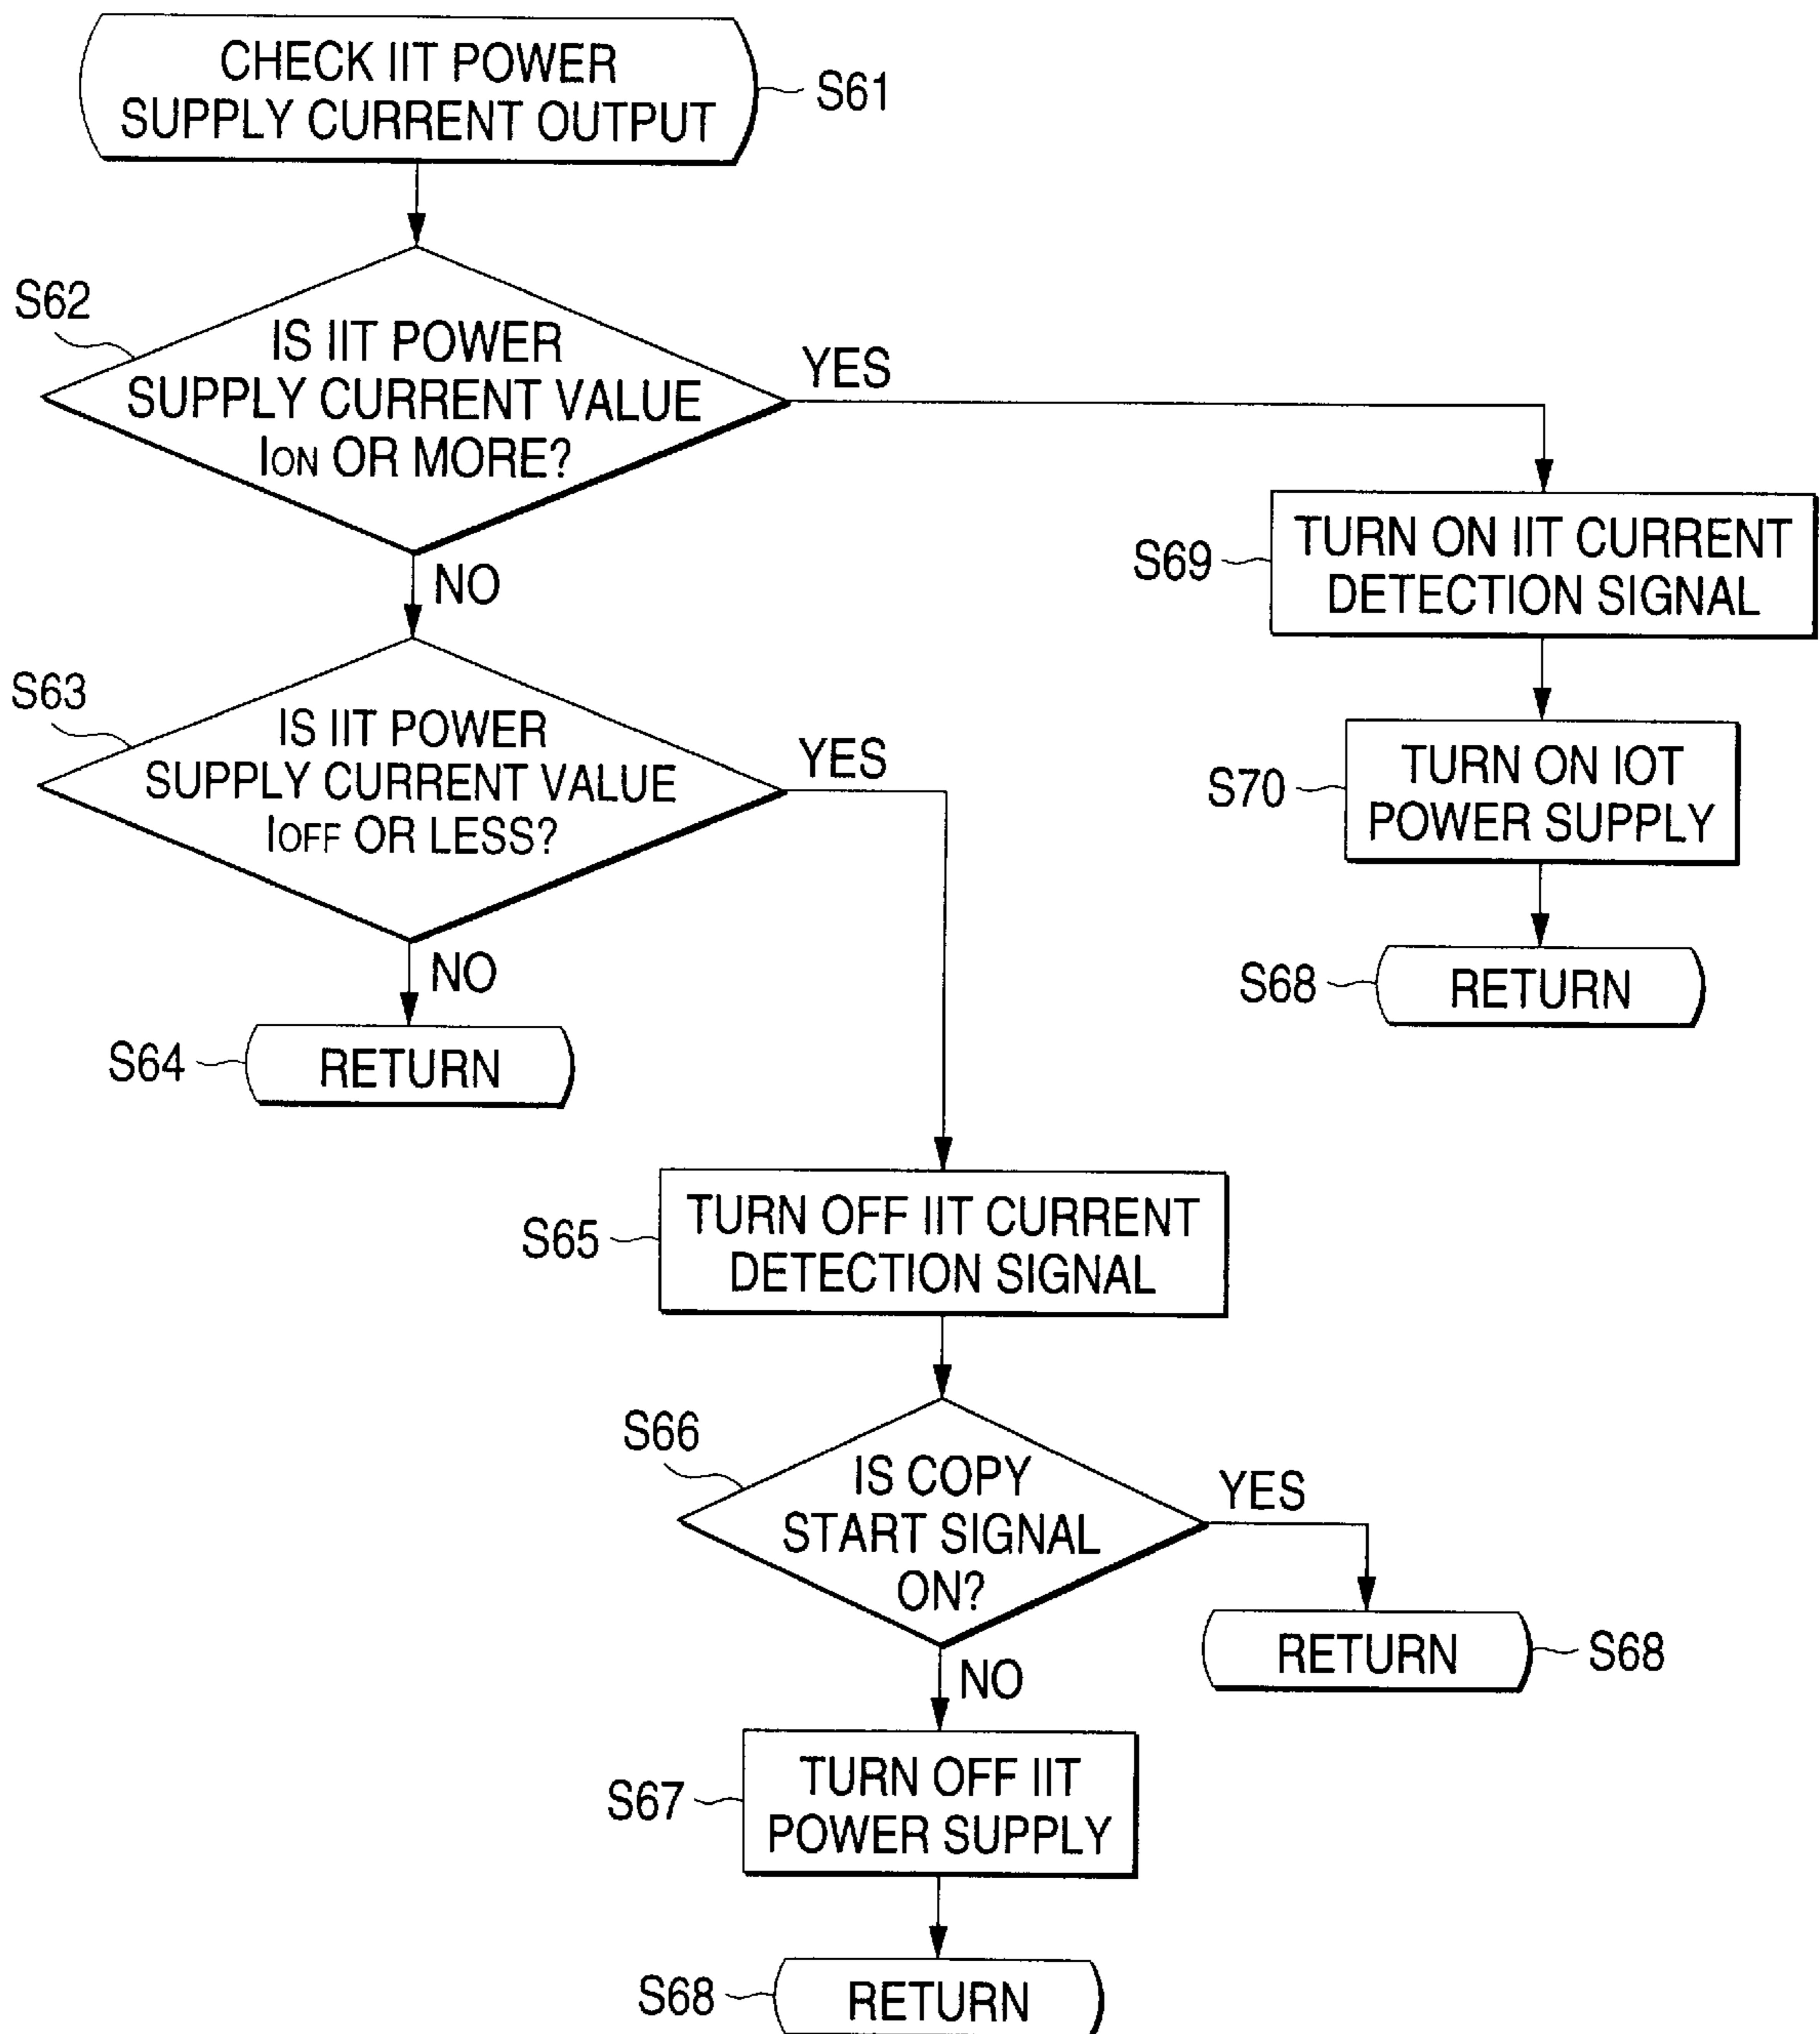 CHECK IIT POWER
SUPPLY CURRENT OUTPUT
S61
S62
IS IIT POWER
SUPPLY CURRENT VALUE
ION OR MORE?
YES
NO
S69
TURN ON IIT CURRENT
DETECTION SIGNAL
S70
TURN ON IOT
POWER SUPPLY
S68
RETURN
S63
IS IIT POWER
SUPPLY CURRENT VALUE
IOFF OR LESS?
YES
NO
S64
RETURN
S65
TURN OFF IIT CURRENT
DETECTION SIGNAL
S66
IS COPY
START SIGNAL
ON?
YES
RETURN
S68
NO
S67
TURN OFF IIT
POWER SUPPLY
S68
RETURN